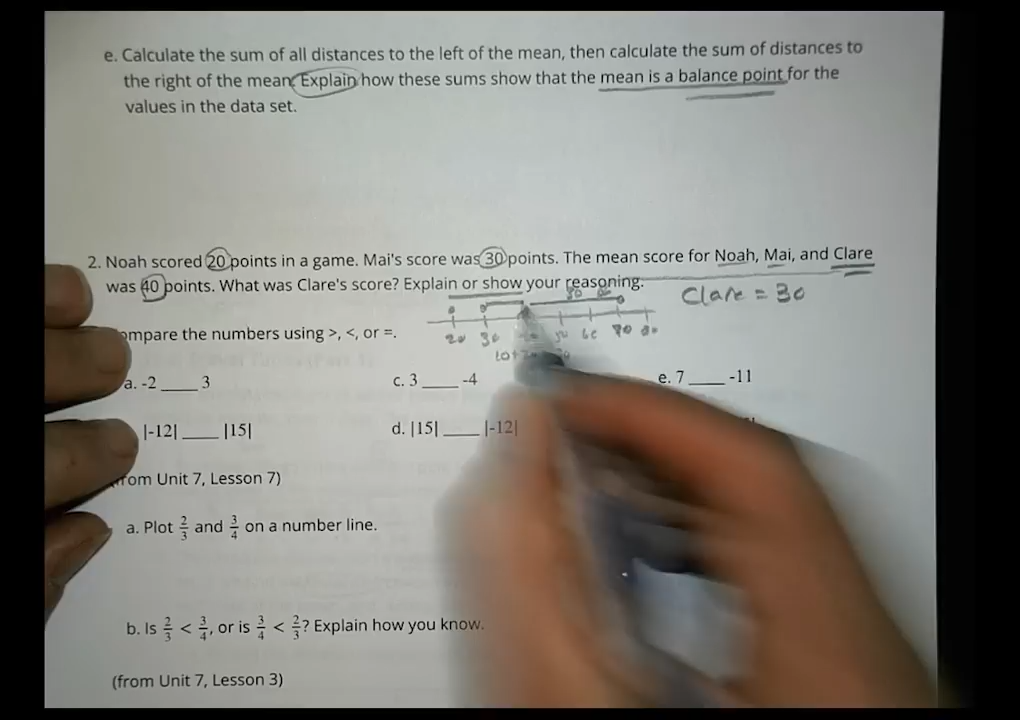 e. Calculate the sum of all distances to the left of the mean, then calculate the sum of distances to
the right of the mean. Explain how these sums show that the mean is a balance point for the
values in the data set.
2. Noah scored 20 points in a game. Mai's score was 30 points. The mean score for Noah, Mai, and Clare
was 40 points. What was Clare's score? Explain or show your reasoning.
Clare = 30
20 30 50 60 70 80
ompare the numbers using >, <, or =.
a. -2 ____ 3 c. 3 ____ -4 e. 7 ____ -11
|-12| ____ |15| d. |15| ____ |-12|
from Unit 7, Lesson 7)
a. Plot 2/3 and 3/4 on a number line.
b. Is 2/3 < 3/4, or is 3/4 < 2/3? Explain how you know.
(from Unit 7, Lesson 3)